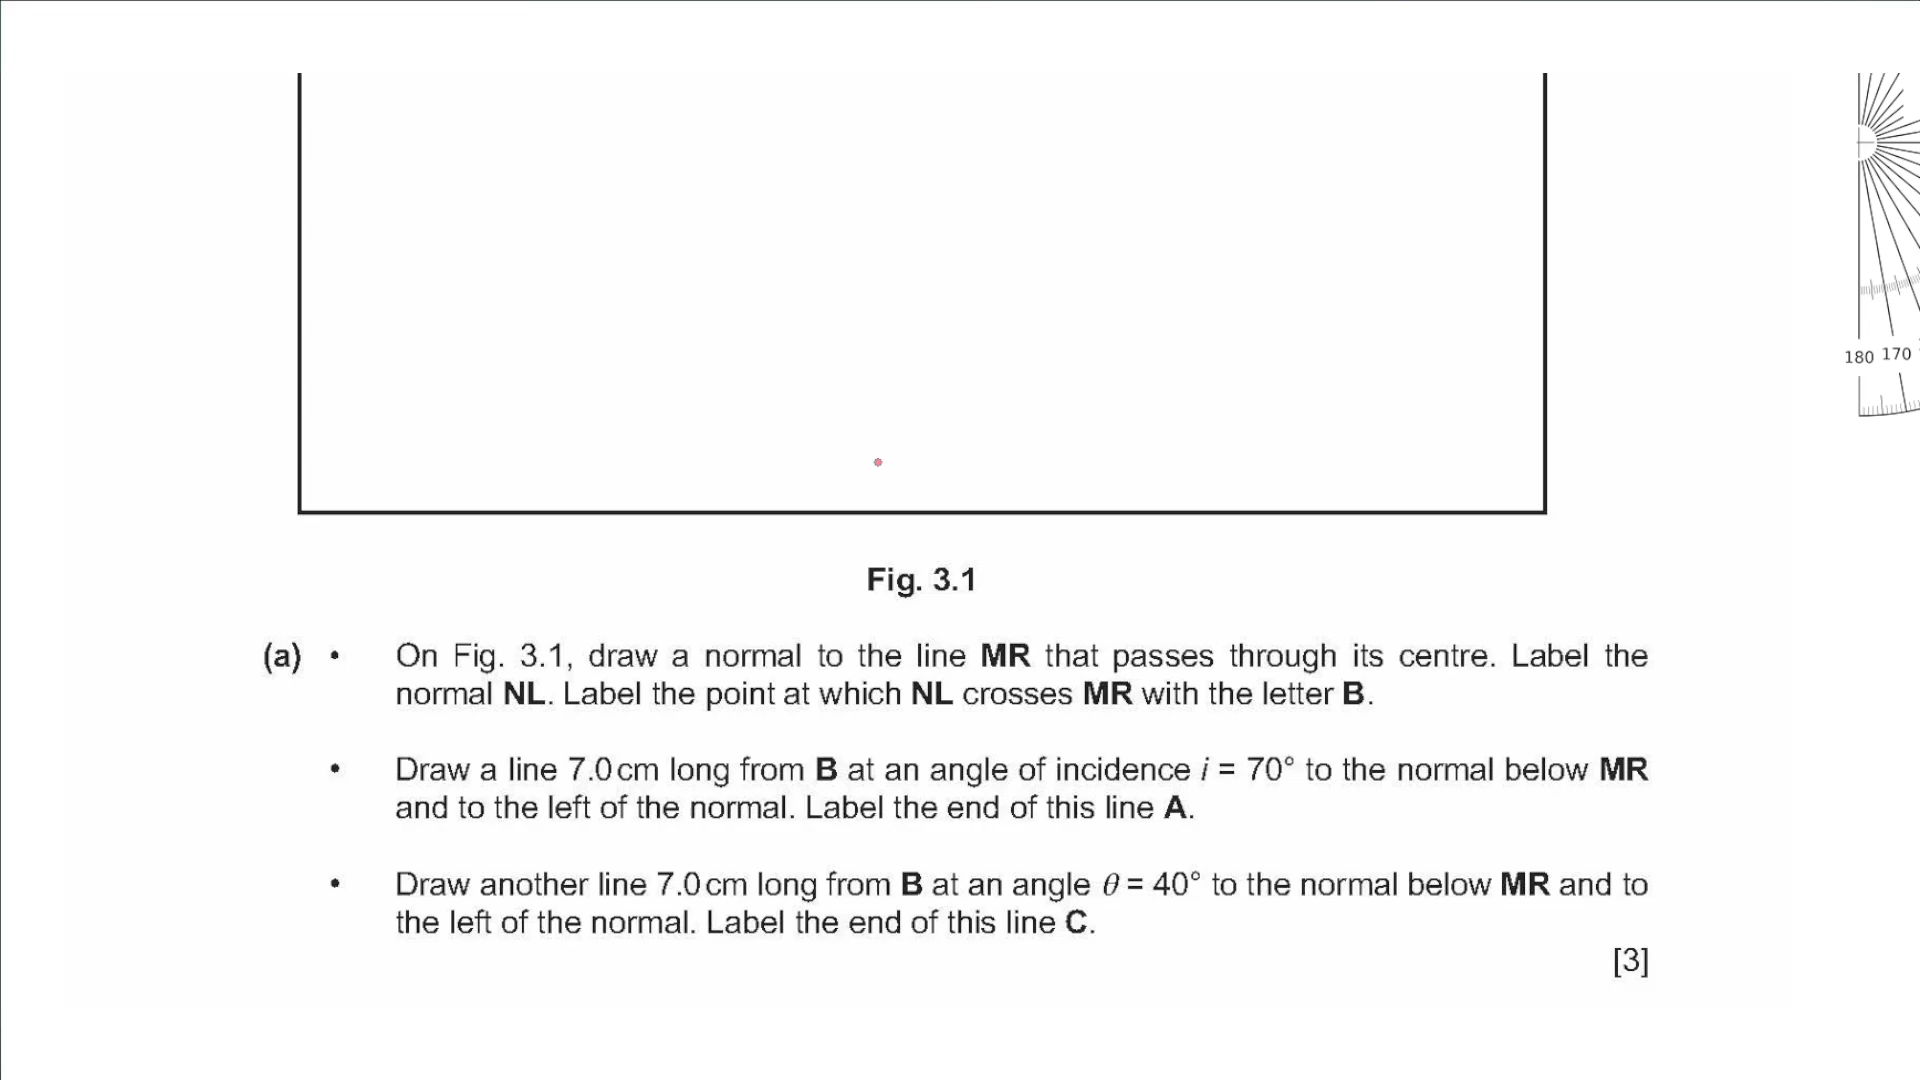 180 170
Fig. 3.1
(a) • On Fig. 3.1, draw a normal to the line MR that passes through its centre. Label the
normal NL. Label the point at which NL crosses MR with the letter B.
• Draw a line 7.0 cm long from B at an angle of incidence i = 70° to the normal below MR
and to the left of the normal. Label the end of this line A.
• Draw another line 7.0 cm long from B at an angle θ = 40° to the normal below MR and to
the left of the normal. Label the end of this line C.
[3]